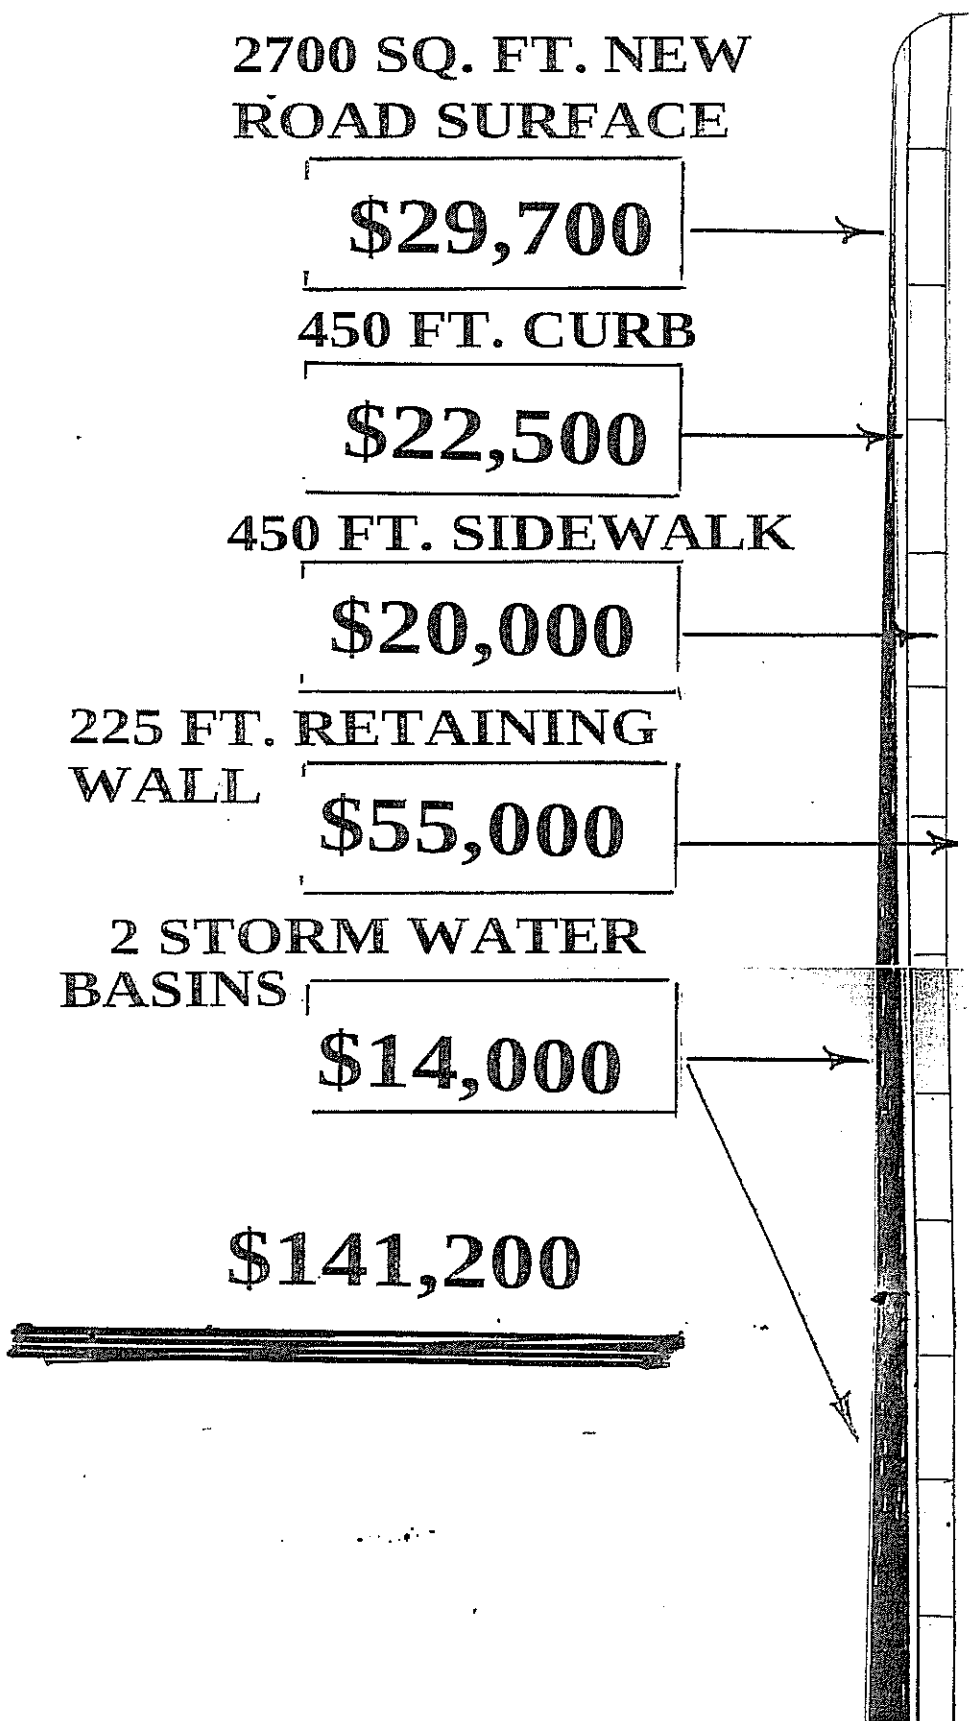 2700 SQ. FT. NEW
ROAD SURFACE
$29,700
450 FT. CURB
$22,500
450 FT. SIDEWALK
$20,000
225 FT. RETAINING
WALL
$55,000
2 STORM WATER
BASINS
$14,000
$141,200